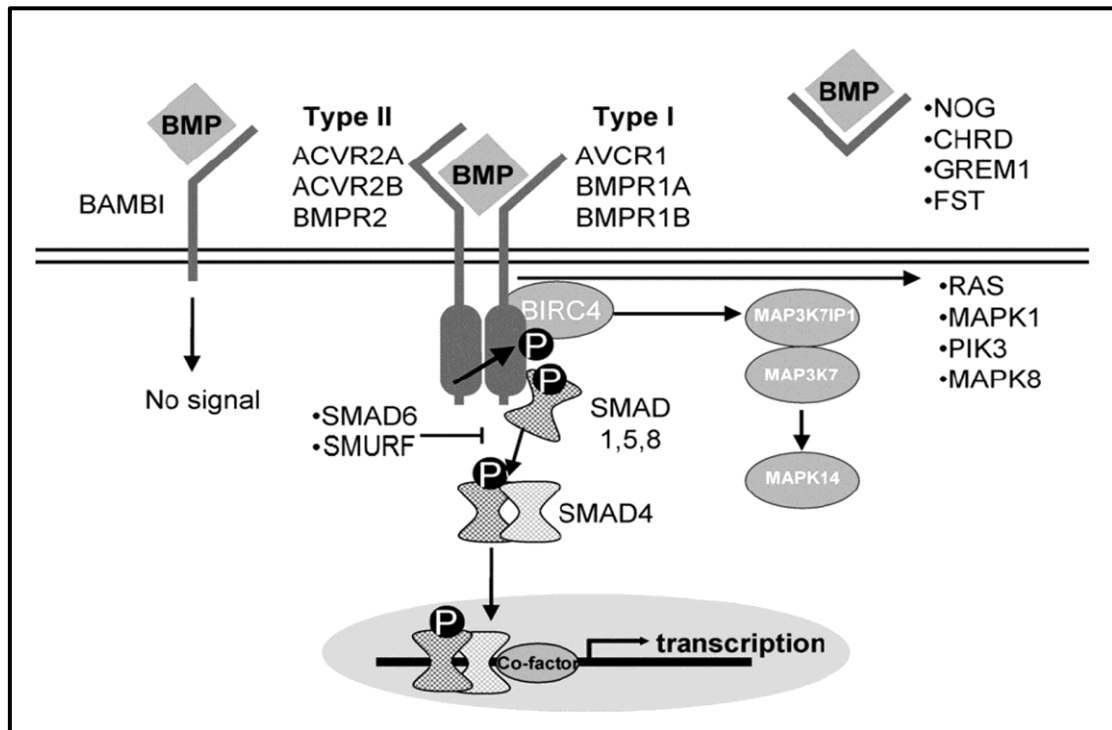 BMP
BAMBI
No signal
Type II
ACVR2A
ACVR2B
BMPR2
BMP
Type I
AVCR1
BMPR1A
BMPR1B
BMP
•NOG
•CHRD
•GREM1
•FST
BIRC4
P
P
SMAD
1,5,8
•SMAD6
•SMURF
P
SMAD4
MAP3K7IP1
MAP3K7
MAPK14
•RAS
•MAPK1
•PIK3
•MAPK8
P
Co-factor
transcription